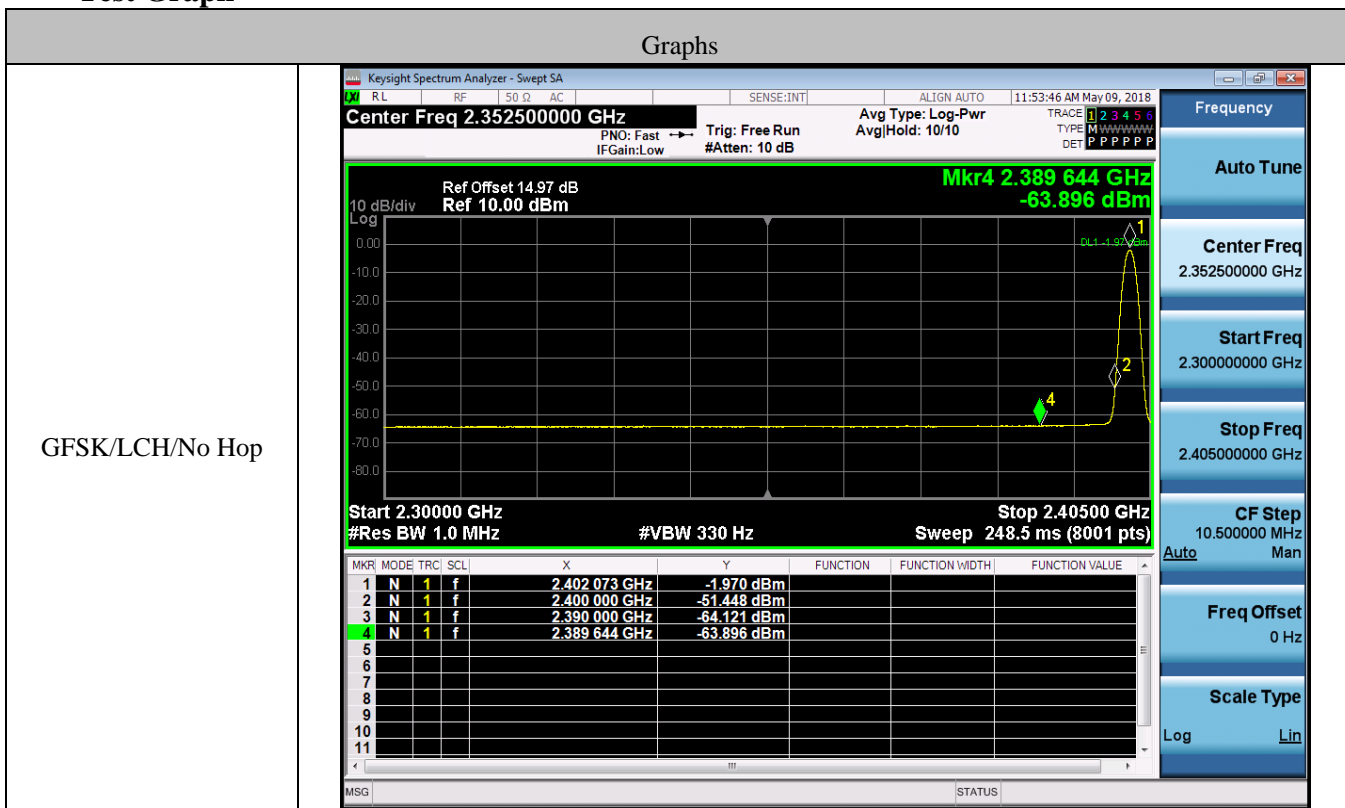 Graphs
GFSK/LCH/No Hop
Keysight Spectrum Analyzer - Swept SA
LXI RL RF 50 Ω AC SENSE:INT ALIGN AUTO 11:53:46 AM May 09, 2018
Center Freq 2.352500000 GHz
PNO: Fast
IFGain:Low
Trig: Free Run
#Atten: 10 dB
Avg Type: Log-Pwr
Avg|Hold: 10/10
TRACE 1 2 3 4 5 6
TYPE M WWWWW
DET P P P P P P
Mkr4 2.389 644 GHz
-63.896 dBm
Ref Offset 14.97 dB
10 dB/div Ref 10.00 dBm
Log
1
DL1 -1.97 dBm
0.00
-10.0
-20.0
-30.0
-40.0
2
-50.0
4
-60.0
-70.0
-80.0
Start 2.30000 GHz Stop 2.40500 GHz
#Res BW 1.0 MHz #VBW 330 Hz Sweep 248.5 ms (8001 pts)
MKR MODE TRC SCL X Y FUNCTION FUNCTION WIDTH FUNCTION VALUE
1 N 1 f 2.402 073 GHz -1.970 dBm
2 N 1 f 2.400 000 GHz -51.448 dBm
3 N 1 f 2.390 000 GHz -64.121 dBm
4 N 1 f 2.389 644 GHz -63.896 dBm
5
6
7
8
9
10
11
MSG STATUS
Frequency
Auto Tune
Center Freq
2.352500000 GHz
Start Freq
2.300000000 GHz
Stop Freq
2.405000000 GHz
CF Step
10.500000 MHz
Auto Man
Freq Offset
0 Hz
Scale Type
Log Lin